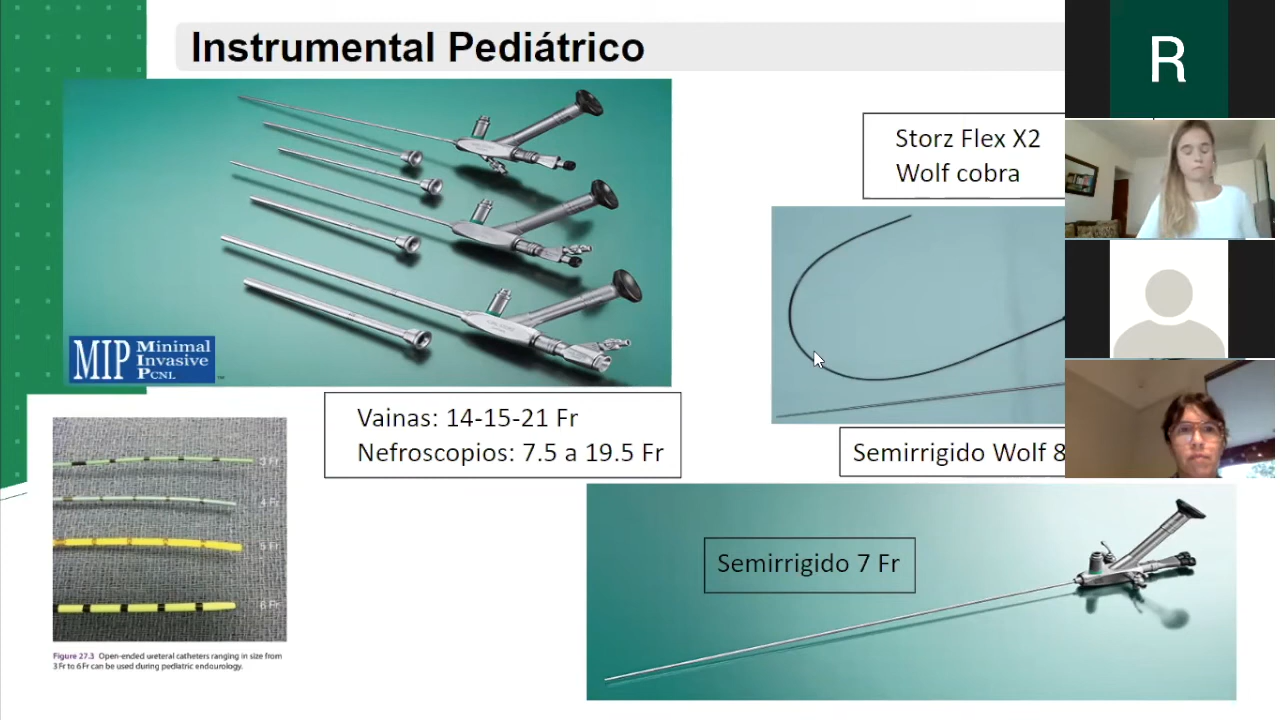 Instrumental Pediátrico
R
Storz Flex X2
Wolf cobra
MIP Minimal
Invasive
PCNL
Vainas: 14-15-21 Fr
Nefroscopios: 7.5 a 19.5 Fr
Semirrigido Wolf 8
3 Fr
4 Fr
5 Fr
6 Fr
Semirrigido 7 Fr
Figure 27.3 Open-ended ureteral catheters ranging in size from
3 Fr to 6 Fr can be used during pediatric endourology.